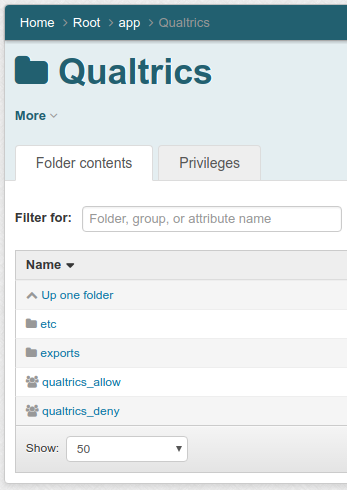 Home > Root > app > Qualtrics
Qualtrics
More
Folder contents Privileges
Filter for: Folder, group, or attribute name
Name
Up one folder
etc
exports
qualtrics_allow
qualtrics_deny
Show: 50